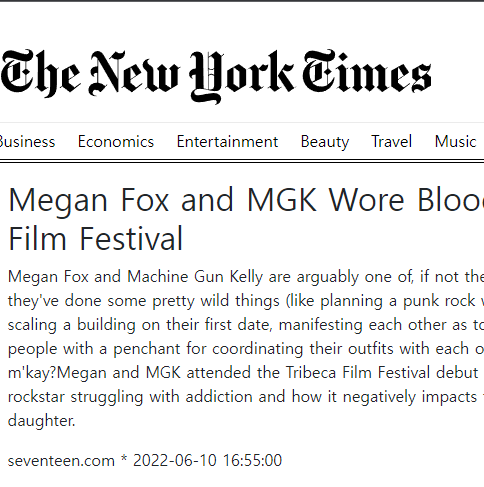 The New York Times
Business Economics Entertainment Beauty Travel Music
Megan Fox and MGK Wore Blood
Film Festival
Megan Fox and Machine Gun Kelly are arguably one of, if not the
they've done some pretty wild things (like planning a punk rock
scaling a building on their first date, manifesting each other as
people with a penchant for coordinating their outfits with each
m'kay?Megan and MGK attended the Tribeca Film Festival debut
rockstar struggling with addiction and how it negatively impacts
daughter.
seventeen.com * 2022-06-10 16:55:00